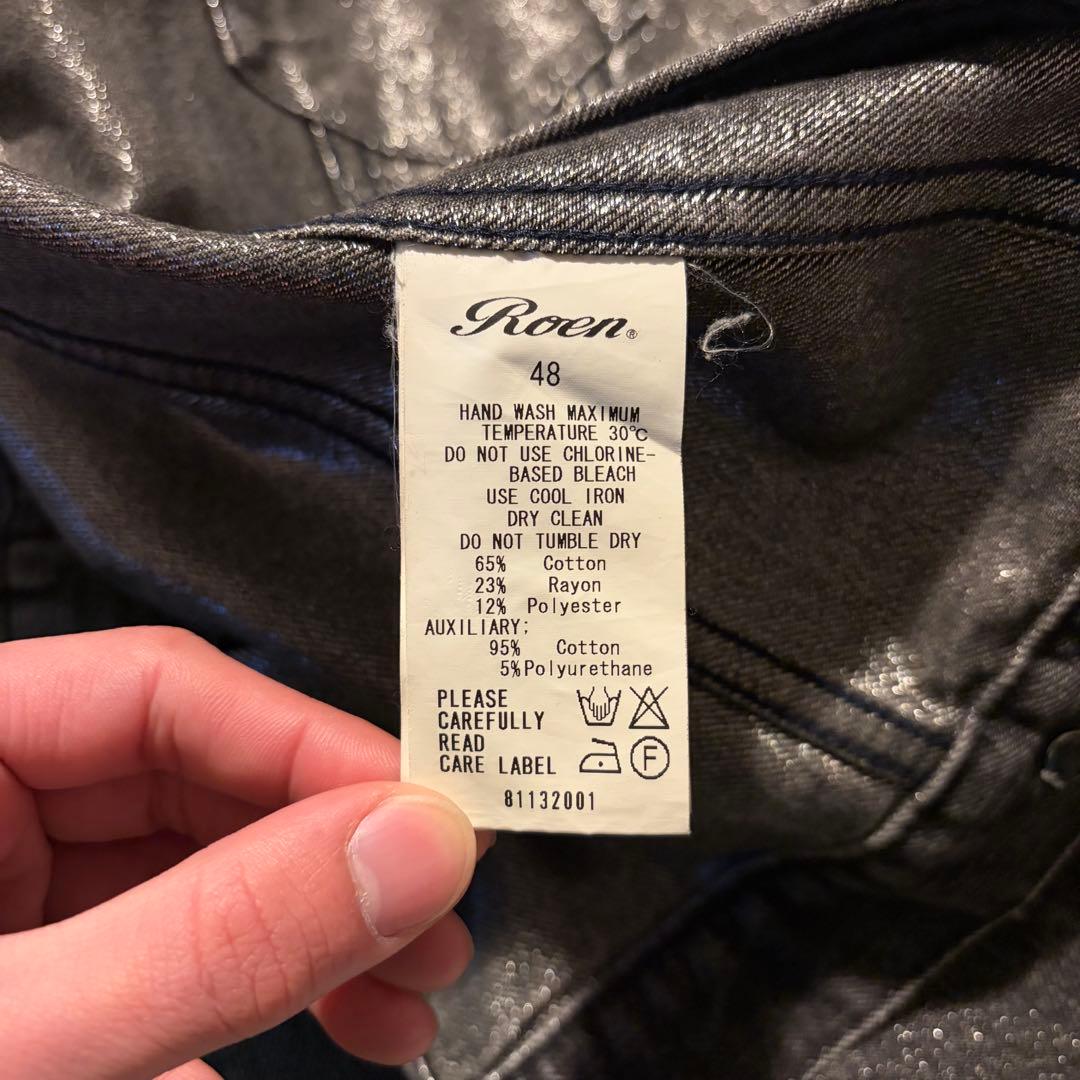 Roen®
48
HAND WASH MAXIMUM
TEMPERATURE 30℃
DO NOT USE CHLORINE-
BASED BLEACH
USE COOL IRON
DRY CLEAN
DO NOT TUMBLE DRY
65% Cotton
23% Rayon
12% Polyester
AUXILIARY;
95% Cotton
5%Polyurethane
PLEASE
CAREFULLY
READ
CARE LABEL
F
81132001